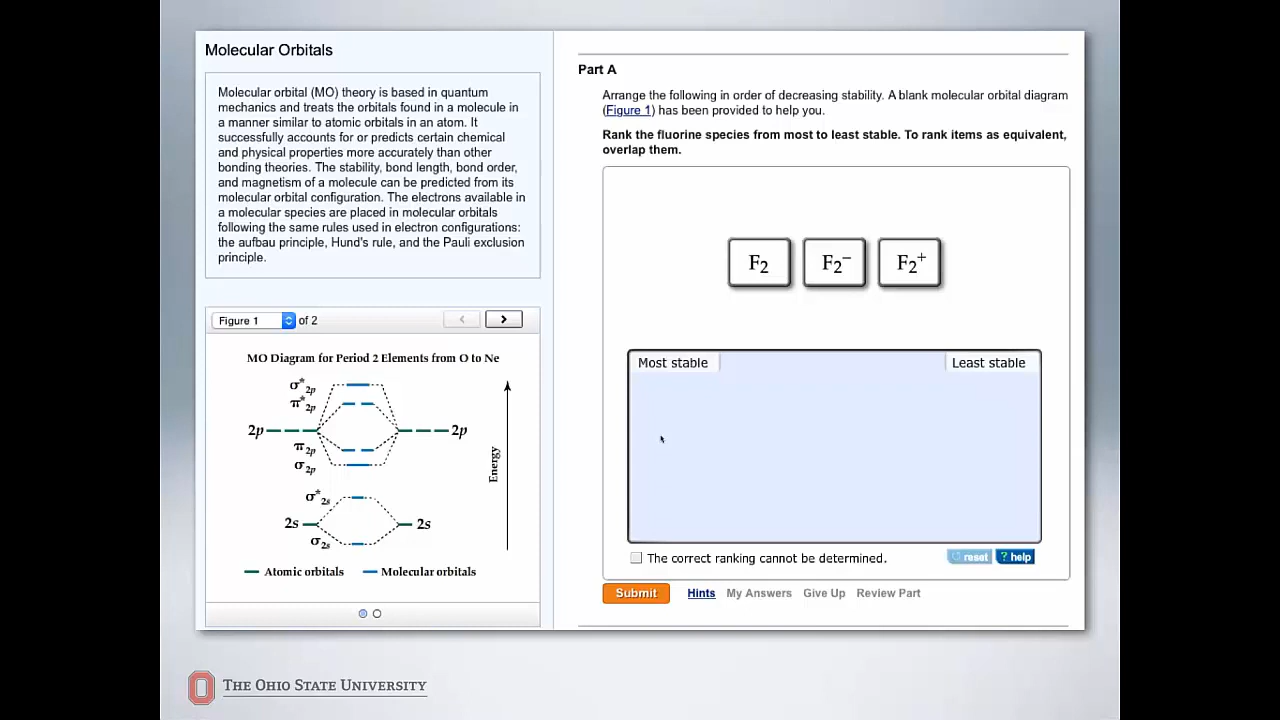 Molecular Orbitals
Molecular orbital (MO) theory is based in quantum
mechanics and treats the orbitals found in a molecule in
a manner similar to atomic orbitals in an atom. It
successfully accounts for or predicts certain chemical
and physical properties more accurately than other
bonding theories. The stability, bond length, bond order,
and magnetism of a molecule can be predicted from its
molecular orbital configuration. The electrons available in
a molecular species are placed in molecular orbitals
following the same rules used in electron configurations:
the aufbau principle, Hund's rule, and the Pauli exclusion
principle.
Figure 1 of 2
MO Diagram for Period 2 Elements from O to Ne
σ*2p
π*2p
2p 2p
π2p
σ2p
Energy
σ*2s
2s 2s
σ2s
Atomic orbitals Molecular orbitals
Part A
Arrange the following in order of decreasing stability. A blank molecular orbital diagram
(Figure 1) has been provided to help you.
Rank the fluorine species from most to least stable. To rank items as equivalent,
overlap them.
F₂ F₂⁻ F₂⁺
Most stable Least stable
The correct ranking cannot be determined. reset ? help
Submit Hints My Answers Give Up Review Part
THE OHIO STATE UNIVERSITY